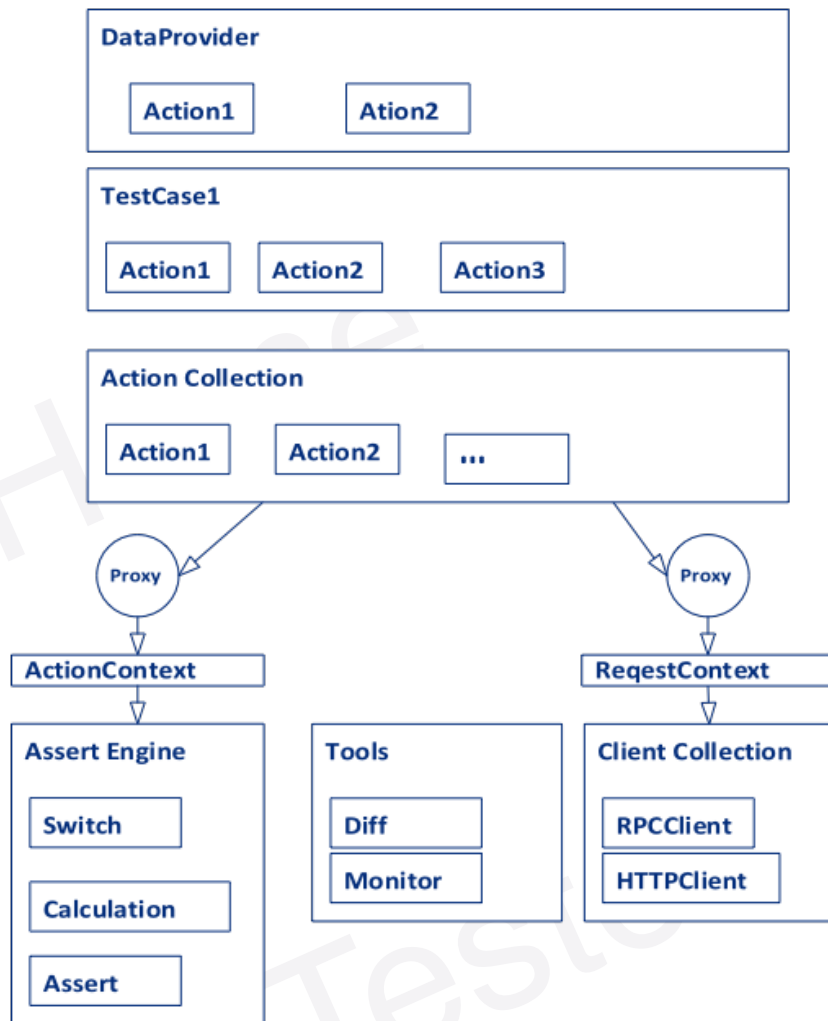 DataProvider
Action1
Ation2
TestCase1
Action1
Action2
Action3
Action Collection
Action1
Action2
...
Proxy
Proxy
ActionContext
ReqestContext
Assert Engine
Switch
Calculation
Assert
Tools
Diff
Monitor
Client Collection
RPCClient
HTTPClient